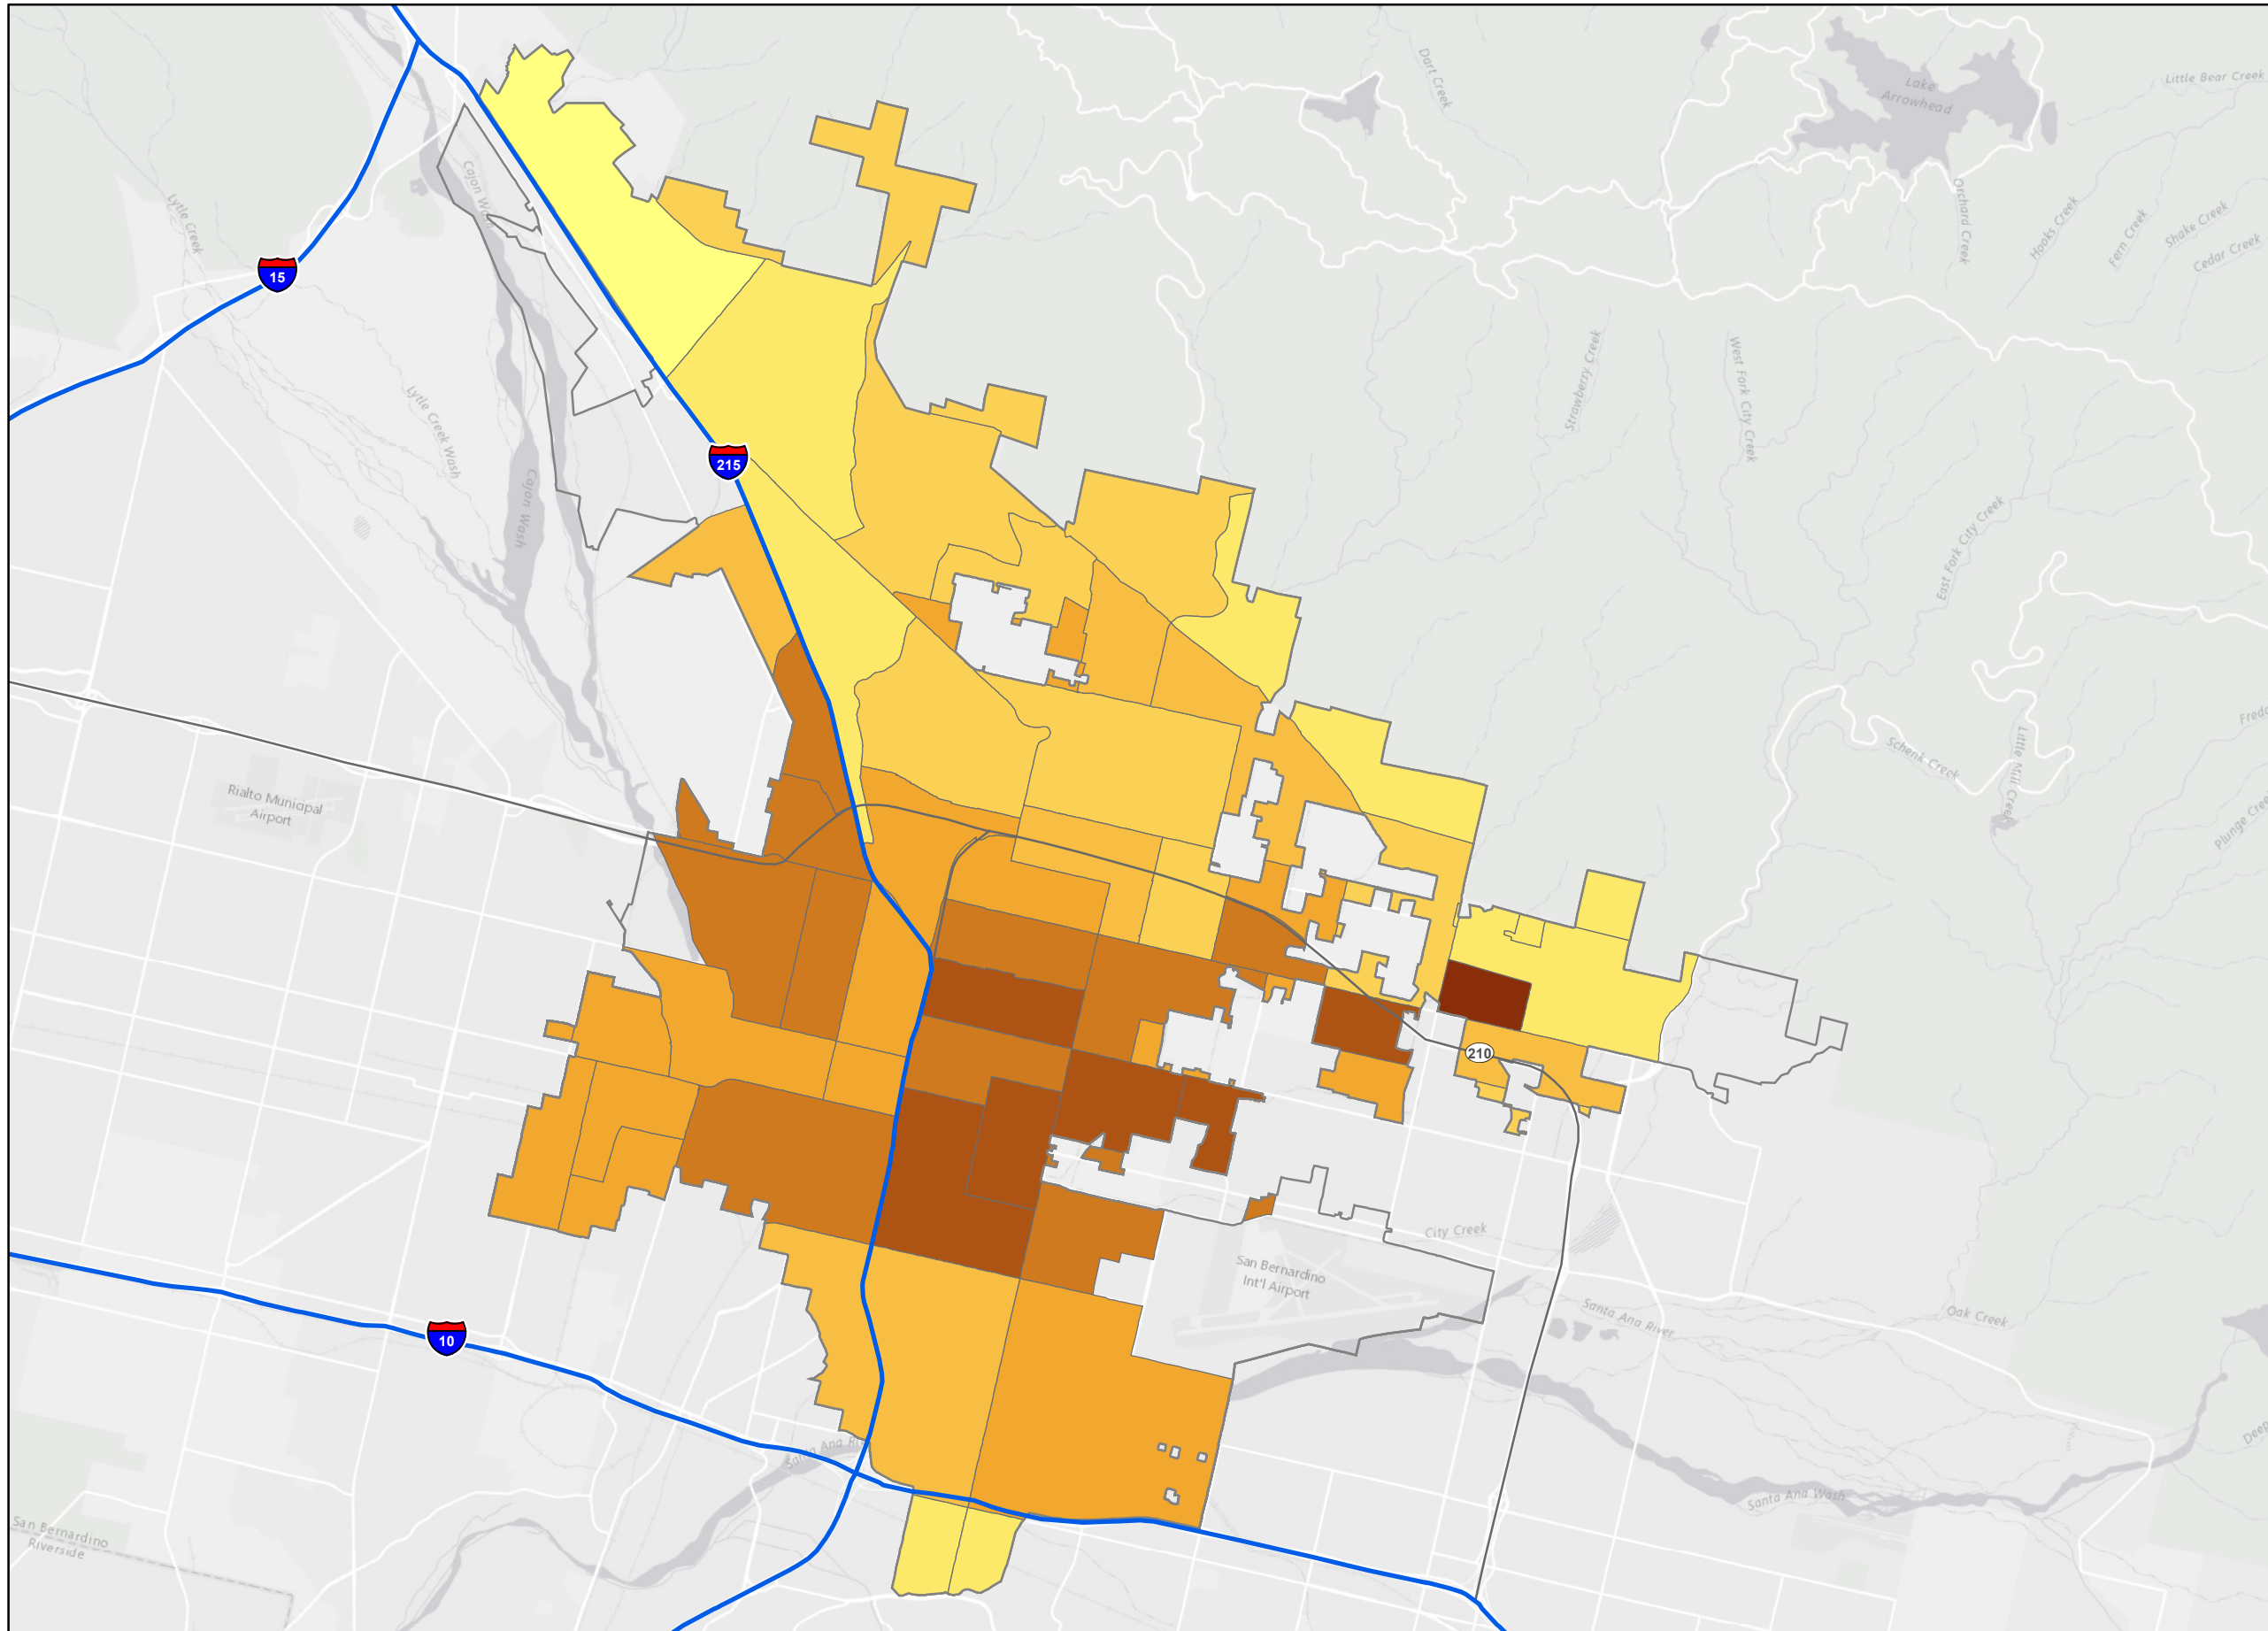 Dart Creek
Lake
Arrowhead
Little Bear Creek
Cajon Wash
Lytle Creek
Orchard Creek
Hooks Creek
Fern Creek
Shake Creek
Cedar Creek
15
Strawberry Creek
West Fork City Creek
Lytle Creek Wash
215
Cajon Wash
East Fork City Creek
Schenk Creek
Little Mill Creek
Rialto Municipal
Airport
210
City Creek
San Bernardino
Int'l Airport
Santa Ana River
Oak Creek
10
Santa Ana Wash
San Bernardino
Riverside